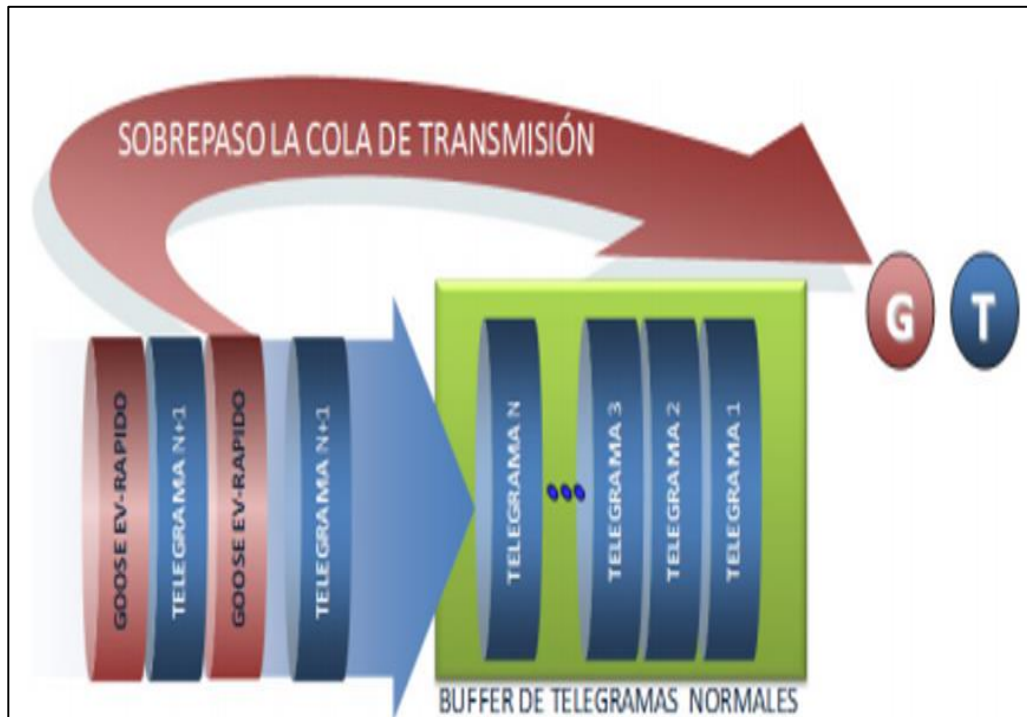 SOBREPASO LA COLA DE TRANSMISIÓN
G
T
GOOSE EV-RAPIDO
TELEGRAMA N+1
GOOSE EV-RAPIDO
TELEGRAMA N+1
TELEGRAMA N
TELEGRAMA 3
TELEGRAMA 2
TELEGRAMA 1
BUFFER DE TELEGRAMAS NORMALES